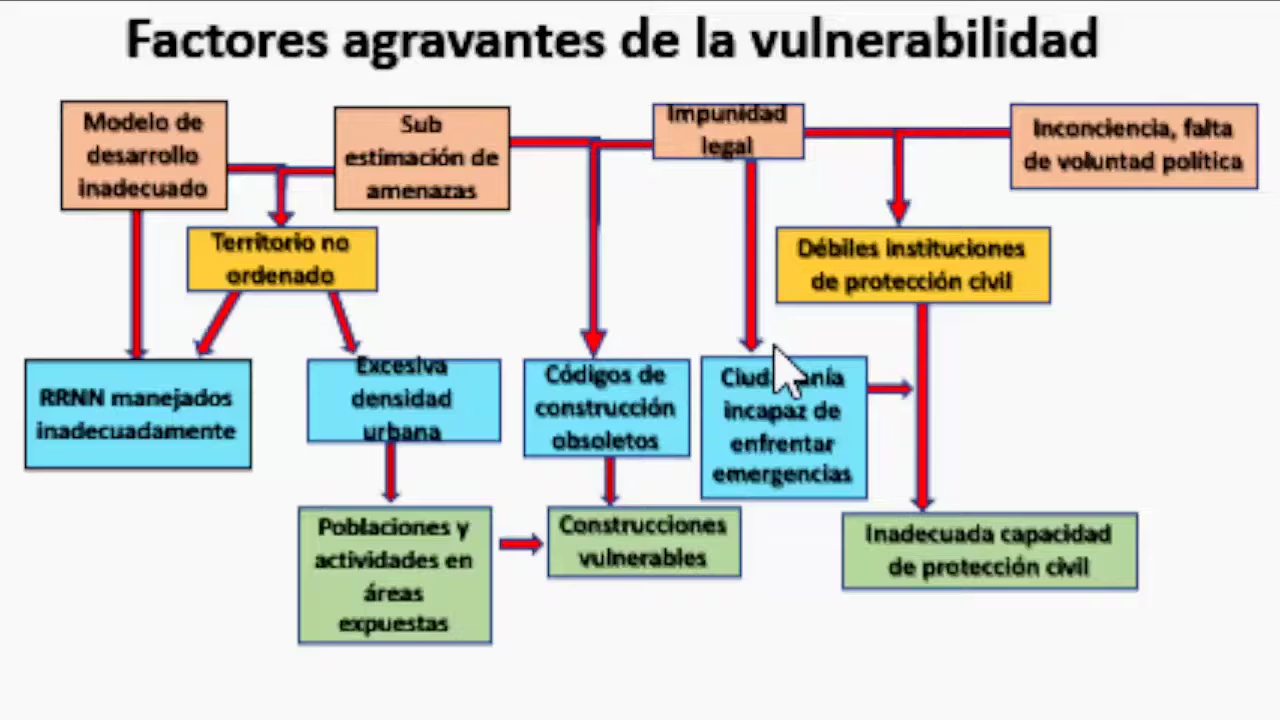 Factores agravantes de la vulnerabilidad
Modelo de
desarrollo
inadecuado
Sub
estimación de
amenazas
Impunidad
legal
Inconciencia, falta
de voluntad política
Territorio no
ordenado
Débiles instituciones
de protección civil
RRNN manejados
inadecuadamente
Excesiva
densidad
urbana
Códigos de
construcción
obsoletos
Ciudadanía
incapaz de
enfrentar
emergencias
Poblaciones y
actividades en
áreas
expuestas
Construcciones
vulnerables
Inadecuada capacidad
de protección civil